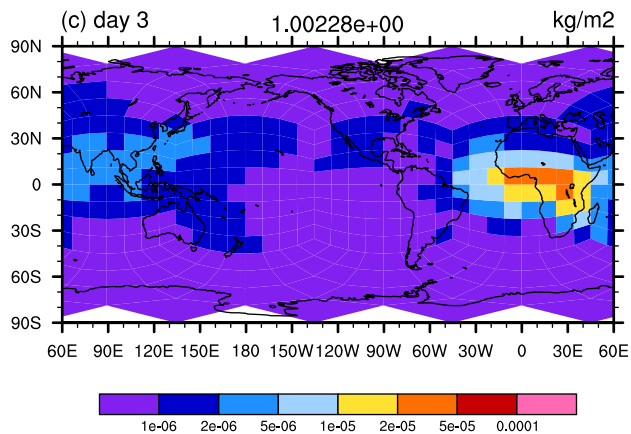 (c) day 3 1.00228e+00 kg/m2
90N
60N
30N
0
30S
60S
90S
60E 90E 120E 150E 180 150W 120W 90W 60W 30W 0 30E 60E
1e-06 2e-06 5e-06 1e-05 2e-05 5e-05 0.0001